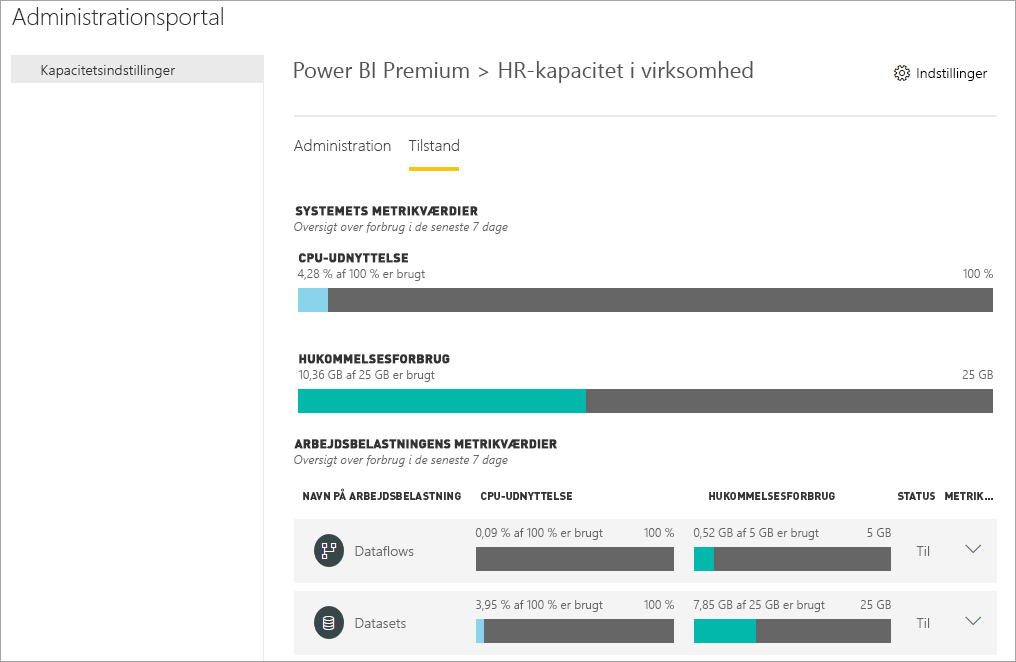 Administrationsportal
Kapacitetsindstillinger
Power BI Premium > HR-kapacitet i virksomhed
Indstillinger
Administration Tilstand
SYSTEMETS METRIKVÆRDIER
Oversigt over forbrug i de seneste 7 dage
CPU-UDNYTTELSE
4,28 % af 100 % er brugt 100 %
HUKOMMELSESFORBRUG
10,36 GB af 25 GB er brugt 25 GB
ARBEJDSBELASTNINGENS METRIKVÆRDIER
Oversigt over forbrug i de seneste 7 dage
NAVN PÅ ARBEJDSBELASTNING CPU-UDNYTTELSE HUKOMMELSESFORBRUG STATUS METRIK...
0,09 % af 100 % er brugt 100 % 0,52 GB af 5 GB er brugt 5 GB
Dataflows Til
3,95 % af 100 % er brugt 100 % 7,85 GB af 25 GB er brugt 25 GB
Datasets Til